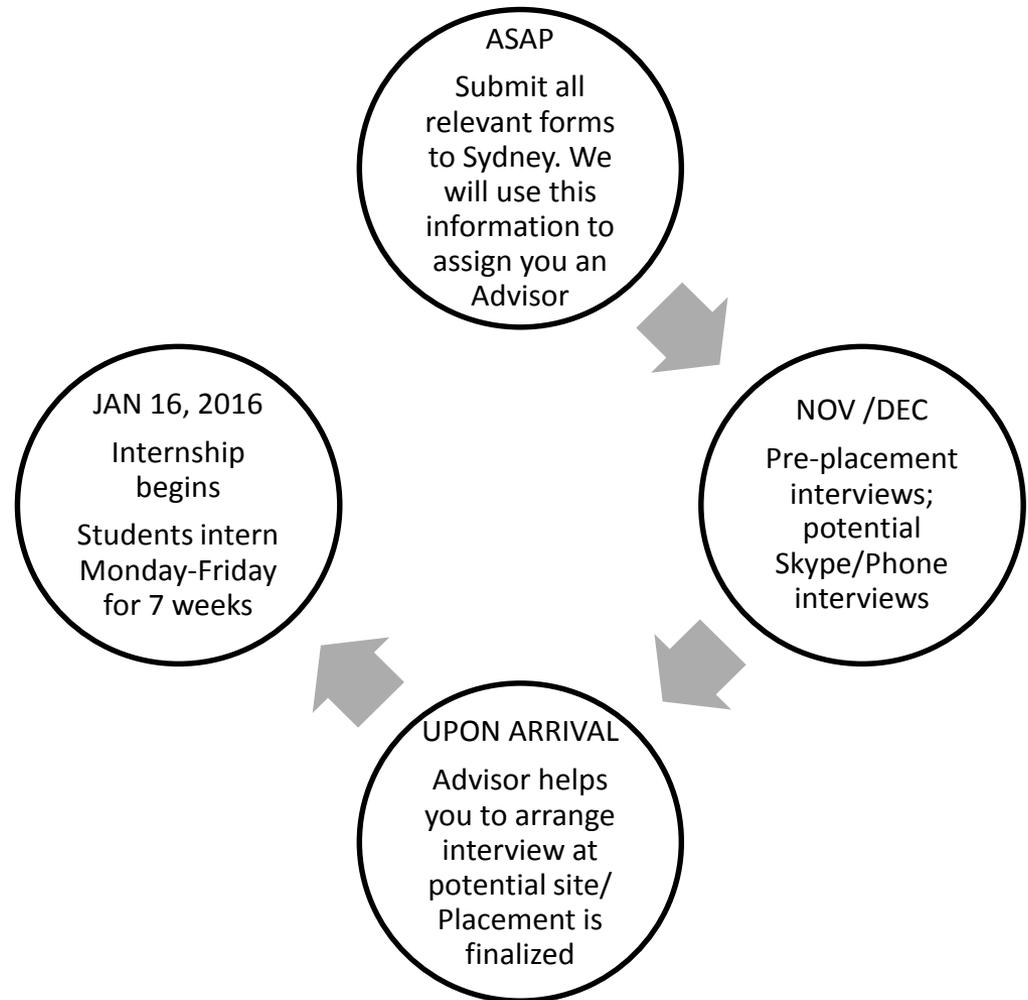 ASAP
Submit all
relevant forms
to Sydney. We
will use this
information to
assign you an
Advisor
NOV /DEC
Pre-placement
interviews;
potential
Skype/Phone
interviews
UPON ARRIVAL
Advisor helps
you to arrange
interview at
potential site/
Placement is
finalized
JAN 16, 2016
Internship
begins
Students intern
Monday-Friday
for 7 weeks